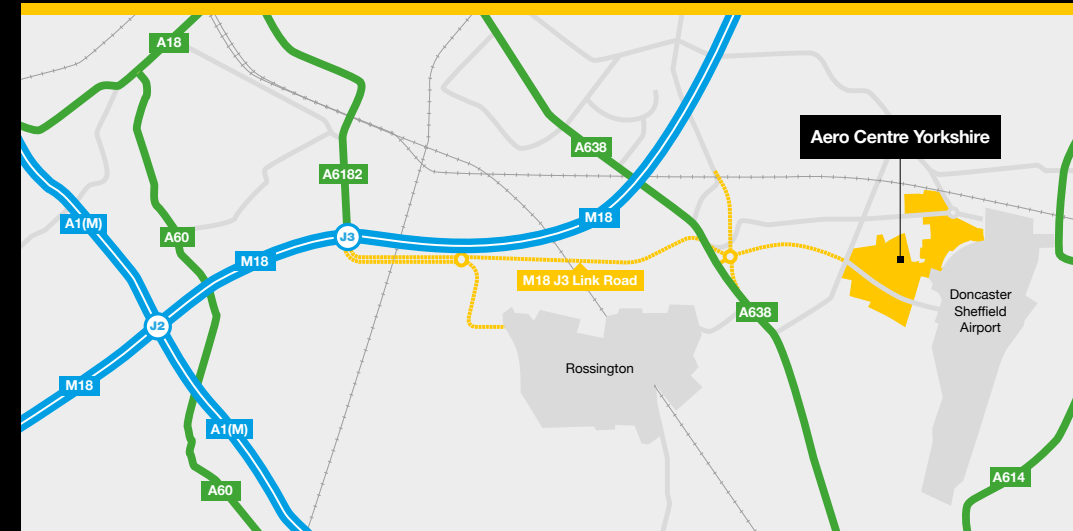 A18
A638
Aero Centre Yorkshire
A6182
A1(M)
A60
M18
J3
M18
M18 J3 Link Road
Doncaster
Sheffield
Airport
A638
J2
Rossington
M18
A1(M)
A60
A614